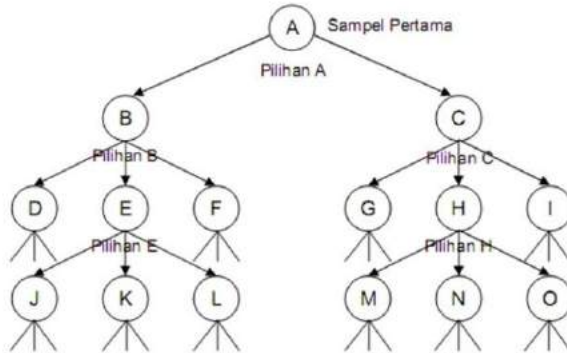 A Sampel Pertama
Pilihan A
B C
Pilihan B Pilihan C
D E F G H I
Pilihan E Pilihan H
J K L M N O